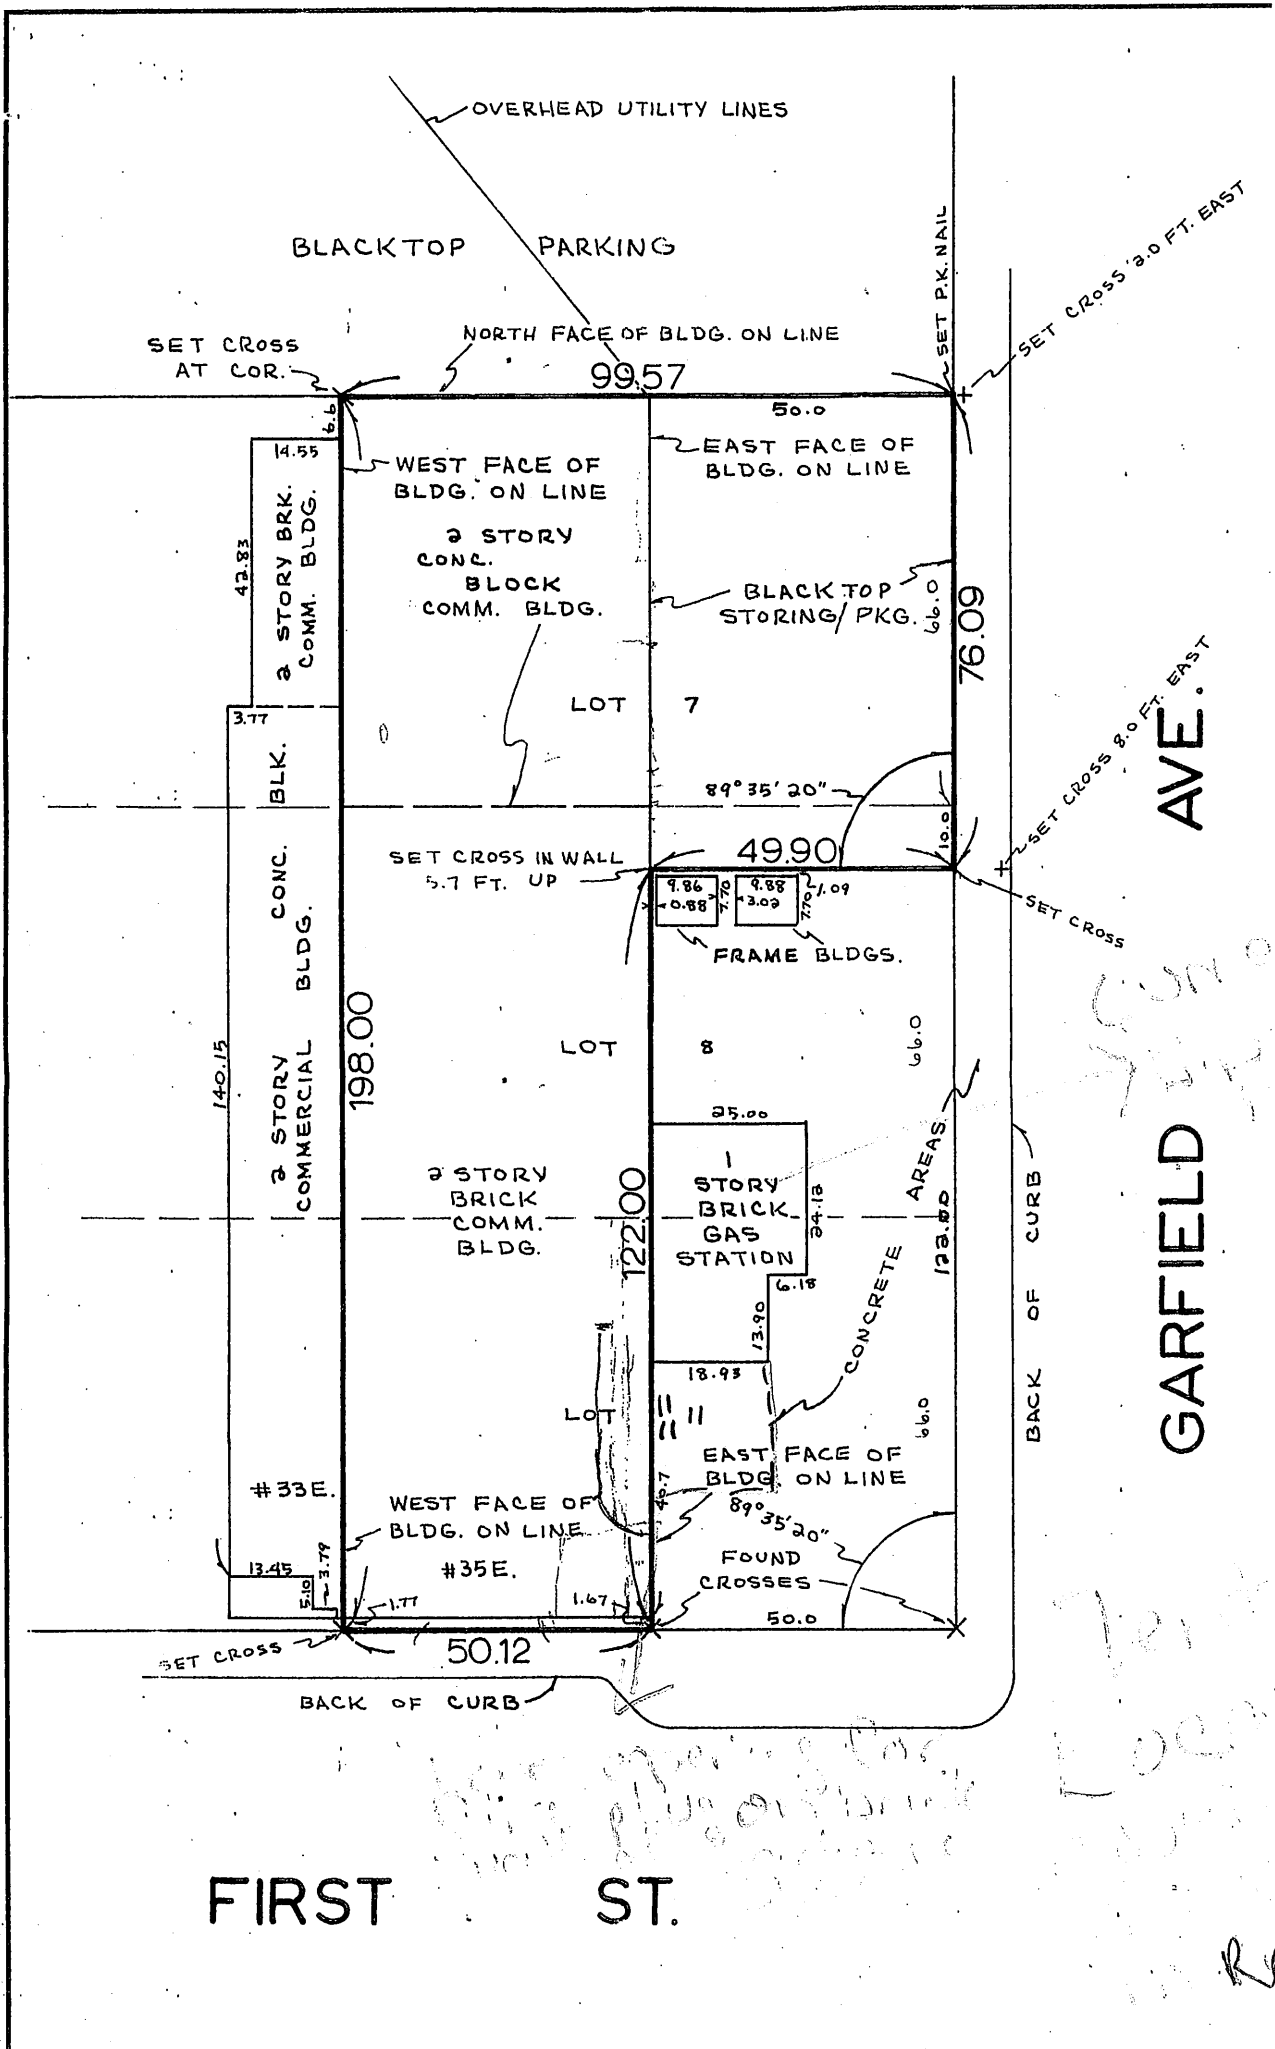 OVERHEAD UTILITY LINES
BLACKTOP PARKING
SET P.K. NAIL
SET CROSS 2.0 FT. EAST
SET CROSS
AT COR.
NORTH FACE OF BLDG. ON LINE
99.57
50.0
6.6
14.55
WEST FACE OF
BLDG. ON LINE
EAST FACE OF
BLDG. ON LINE
42.83
2 STORY BRK.
COMM. BLDG.
2 STORY
CONC.
BLOCK
COMM. BLDG.
BLACKTOP
STORING/PKG.
66.0
76.09
3.77
LOT 7
SET CROSS 8.0 FT. EAST
89°35'20"
10.0
SET CROSS IN WALL
5.7 FT. UP
49.90
9.86
0.88
7.70
9.88
3.02
7.70
1.09
SET CROSS
FRAME BLDGS.
2 STORY CONC. BLK.
COMMERCIAL BLDG.
140.15
198.00
LOT 8
66.0
25.00
2 STORY
BRICK
COMM.
BLDG.
122.00
1
STORY
BRICK
GAS
STATION
24.12
6.18
13.90
18.93
CONCRETE AREAS
122.00
BACK OF CURB
GARFIELD AVE.
LOT 11
11
66.0
EAST FACE OF
BLDG. ON LINE
40.7
89°35'20"
#33E.
WEST FACE OF
BLDG. ON LINE
#35E.
FOUND
CROSSES
13.45
5.10
3.79
1.77
1.67
50.0
SET CROSS
50.12
BACK OF CURB
FIRST ST.